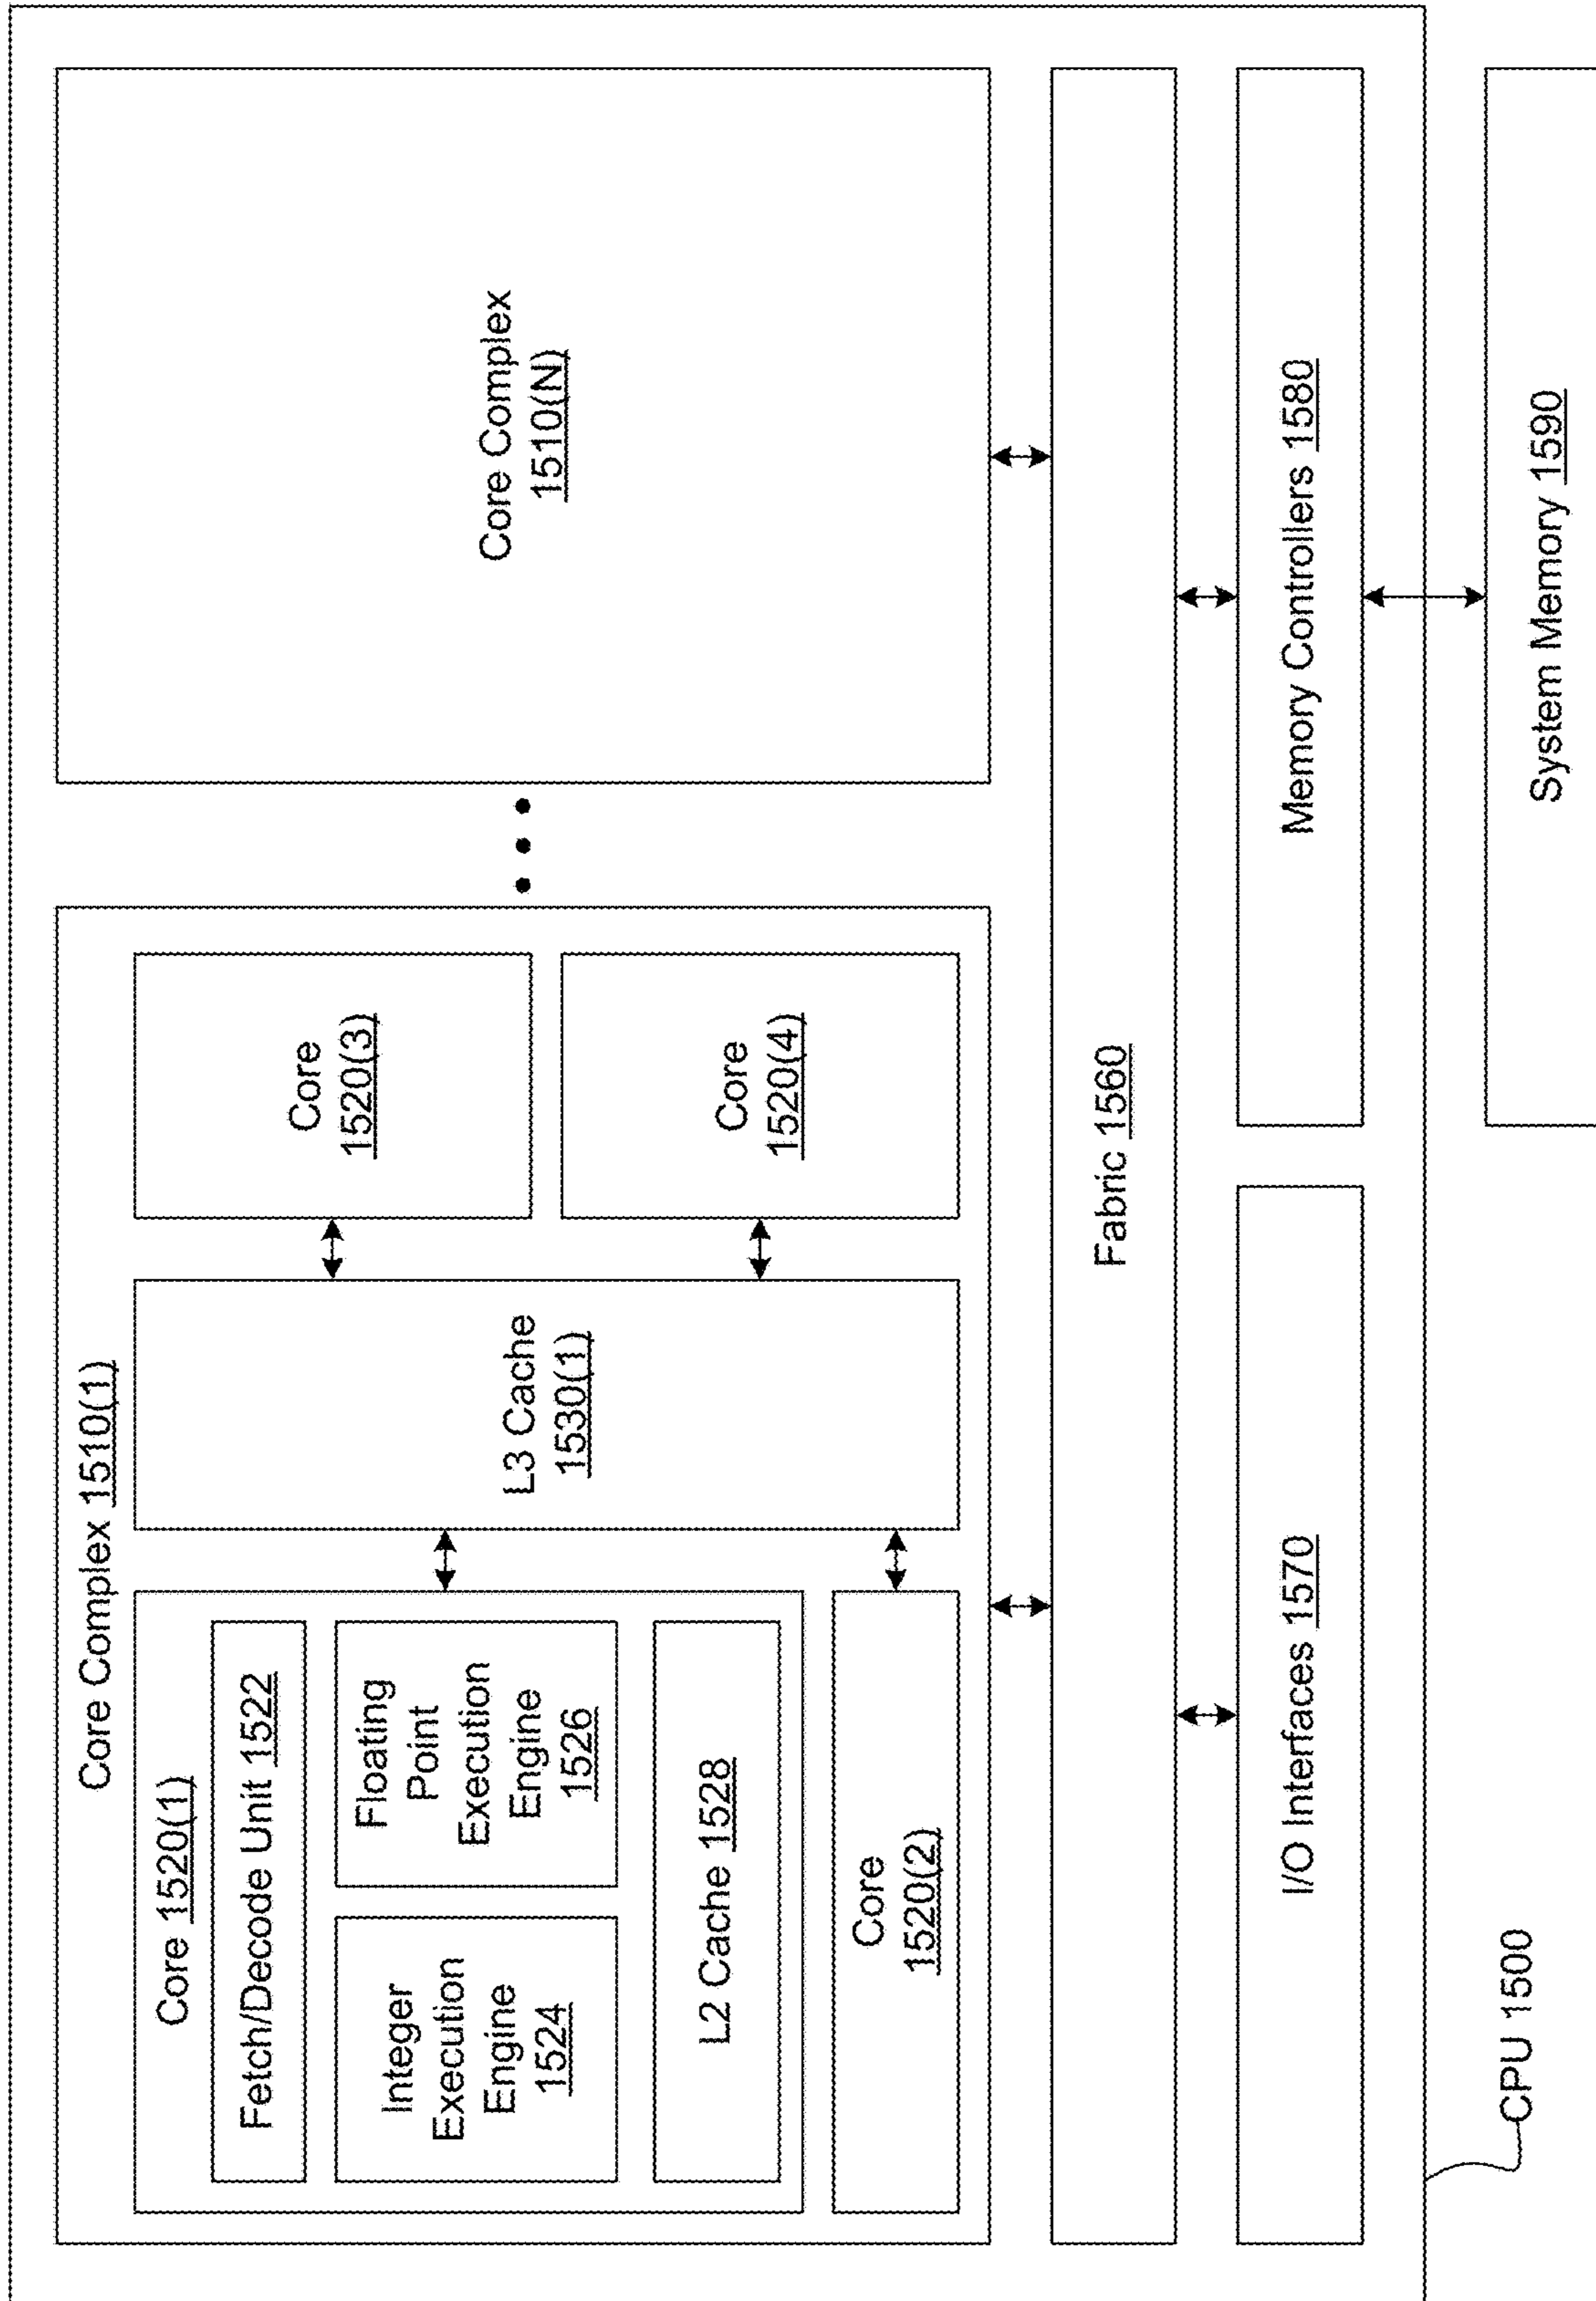 Core Complex 1510(1)
Core 1520(1)
Fetch/Decode Unit 1522
Integer
Execution
Engine
1524
Floating
Point
Execution
Engine
1526
L2 Cache 1528
Core
1520(2)
L3 Cache
1530(1)
Core
1520(3)
Core
1520(4)
Core Complex
1510(N)
Fabric 1560
I/O Interfaces 1570
Memory Controllers 1580
CPU 1500
System Memory 1590